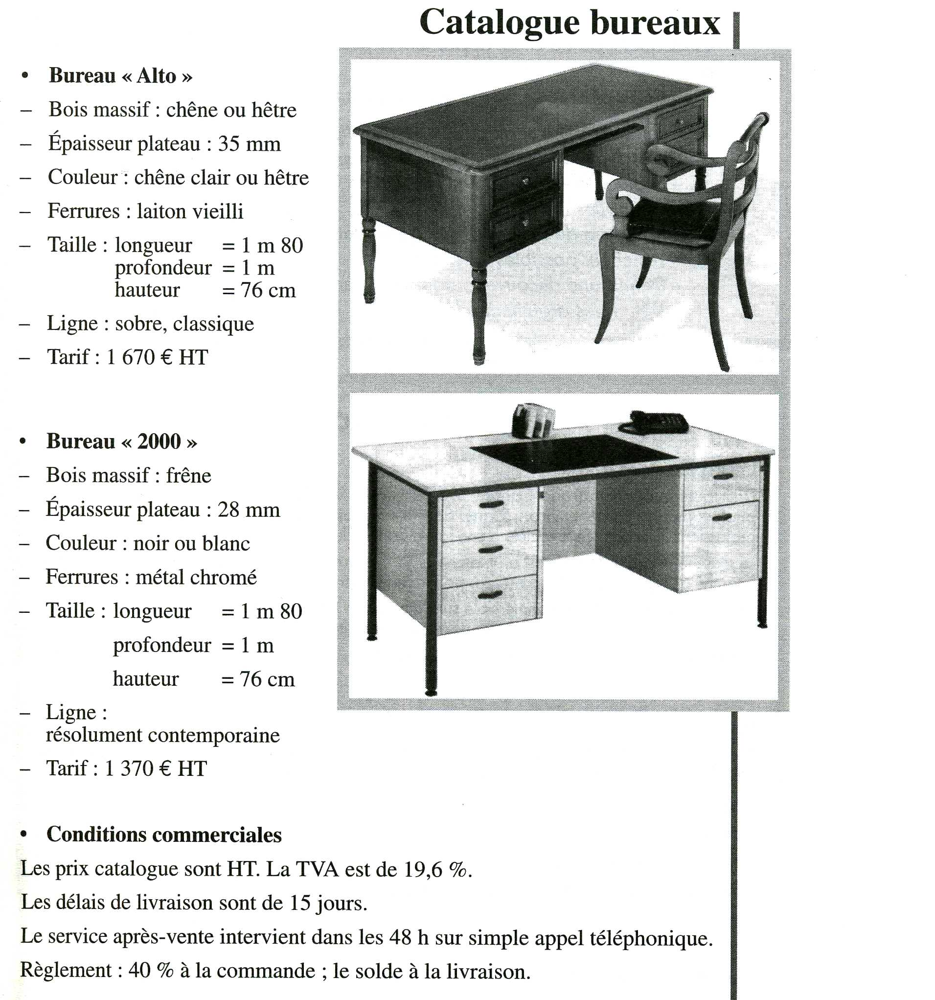 Catalogue bureaux
• Bureau « Alto »
– Bois massif : chêne ou hêtre
– Épaisseur plateau : 35 mm
– Couleur : chêne clair ou hêtre
– Ferrures : laiton vieilli
– Taille : longueur = 1 m 80
profondeur = 1 m
hauteur = 76 cm
– Ligne : sobre, classique
– Tarif : 1 670 € HT
• Bureau « 2000 »
– Bois massif : frêne
– Épaisseur plateau : 28 mm
– Couleur : noir ou blanc
– Ferrures : métal chromé
– Taille : longueur = 1 m 80
profondeur = 1 m
hauteur = 76 cm
– Ligne :
résolument contemporaine
– Tarif : 1 370 € HT
• Conditions commerciales
Les prix catalogue sont HT. La TVA est de 19,6 %.
Les délais de livraison sont de 15 jours.
Le service après-vente intervient dans les 48 h sur simple appel téléphonique.
Règlement : 40 % à la commande ; le solde à la livraison.